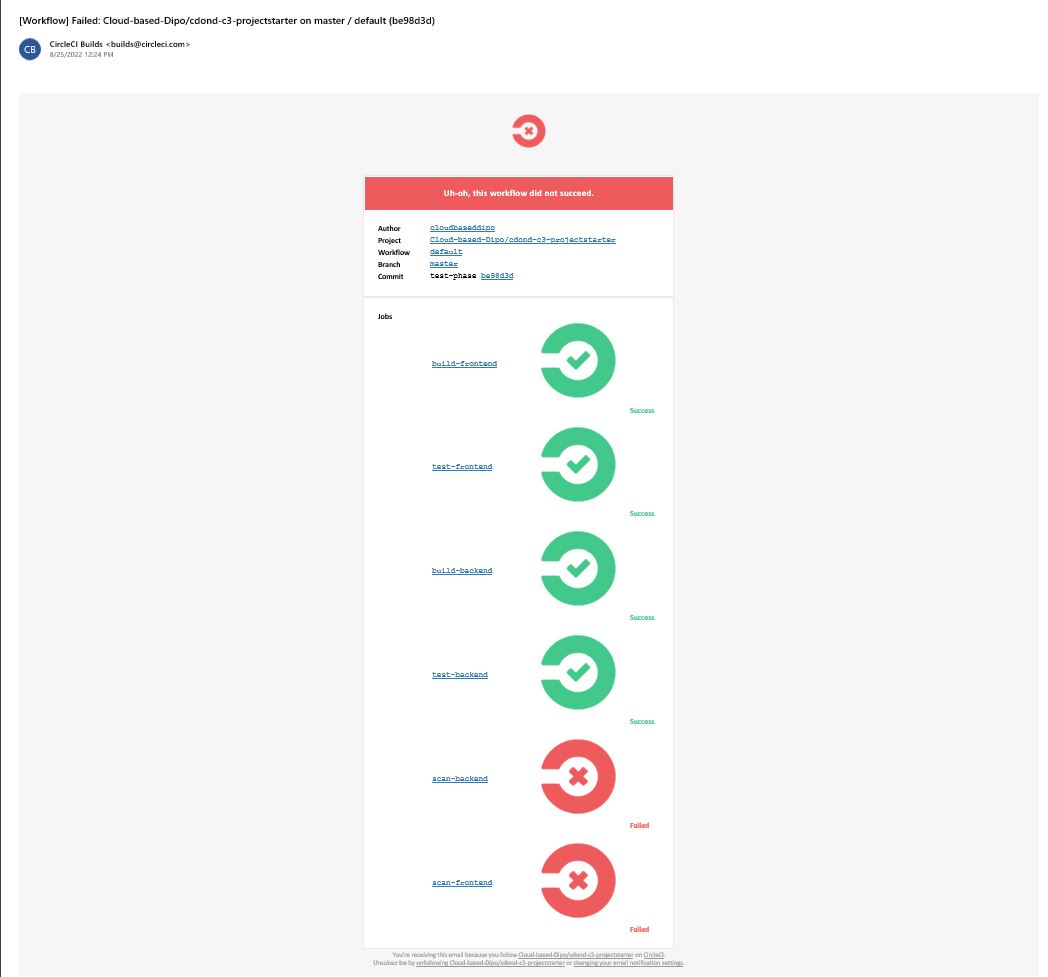 [Workflow] Failed: Cloud-based-Dipo/cdond-c3-projectstarter on master / default (be98d3d)
CB
CircleCI Builds <builds@circleci.com>
8/25/2022 12:24 PM
Uh-oh, this workflow did not succeed.
Author cloudbaseddipo
Project Cloud-based-Dipo/cdond-c3-projectstarter
Workflow default
Branch master
Commit test-phase be98d3d
Jobs
build-frontend
Success
test-frontend
Success
build-backend
Success
test-backend
Success
scan-backend
Failed
scan-frontend
Failed
You're receiving this email because you follow Cloud-based-Dipo/cdond-c3-projectstarter on CircleCI.
Unsubscribe by unfollowing Cloud-based-Dipo/cdond-c3-projectstarter or changing your email notification settings.